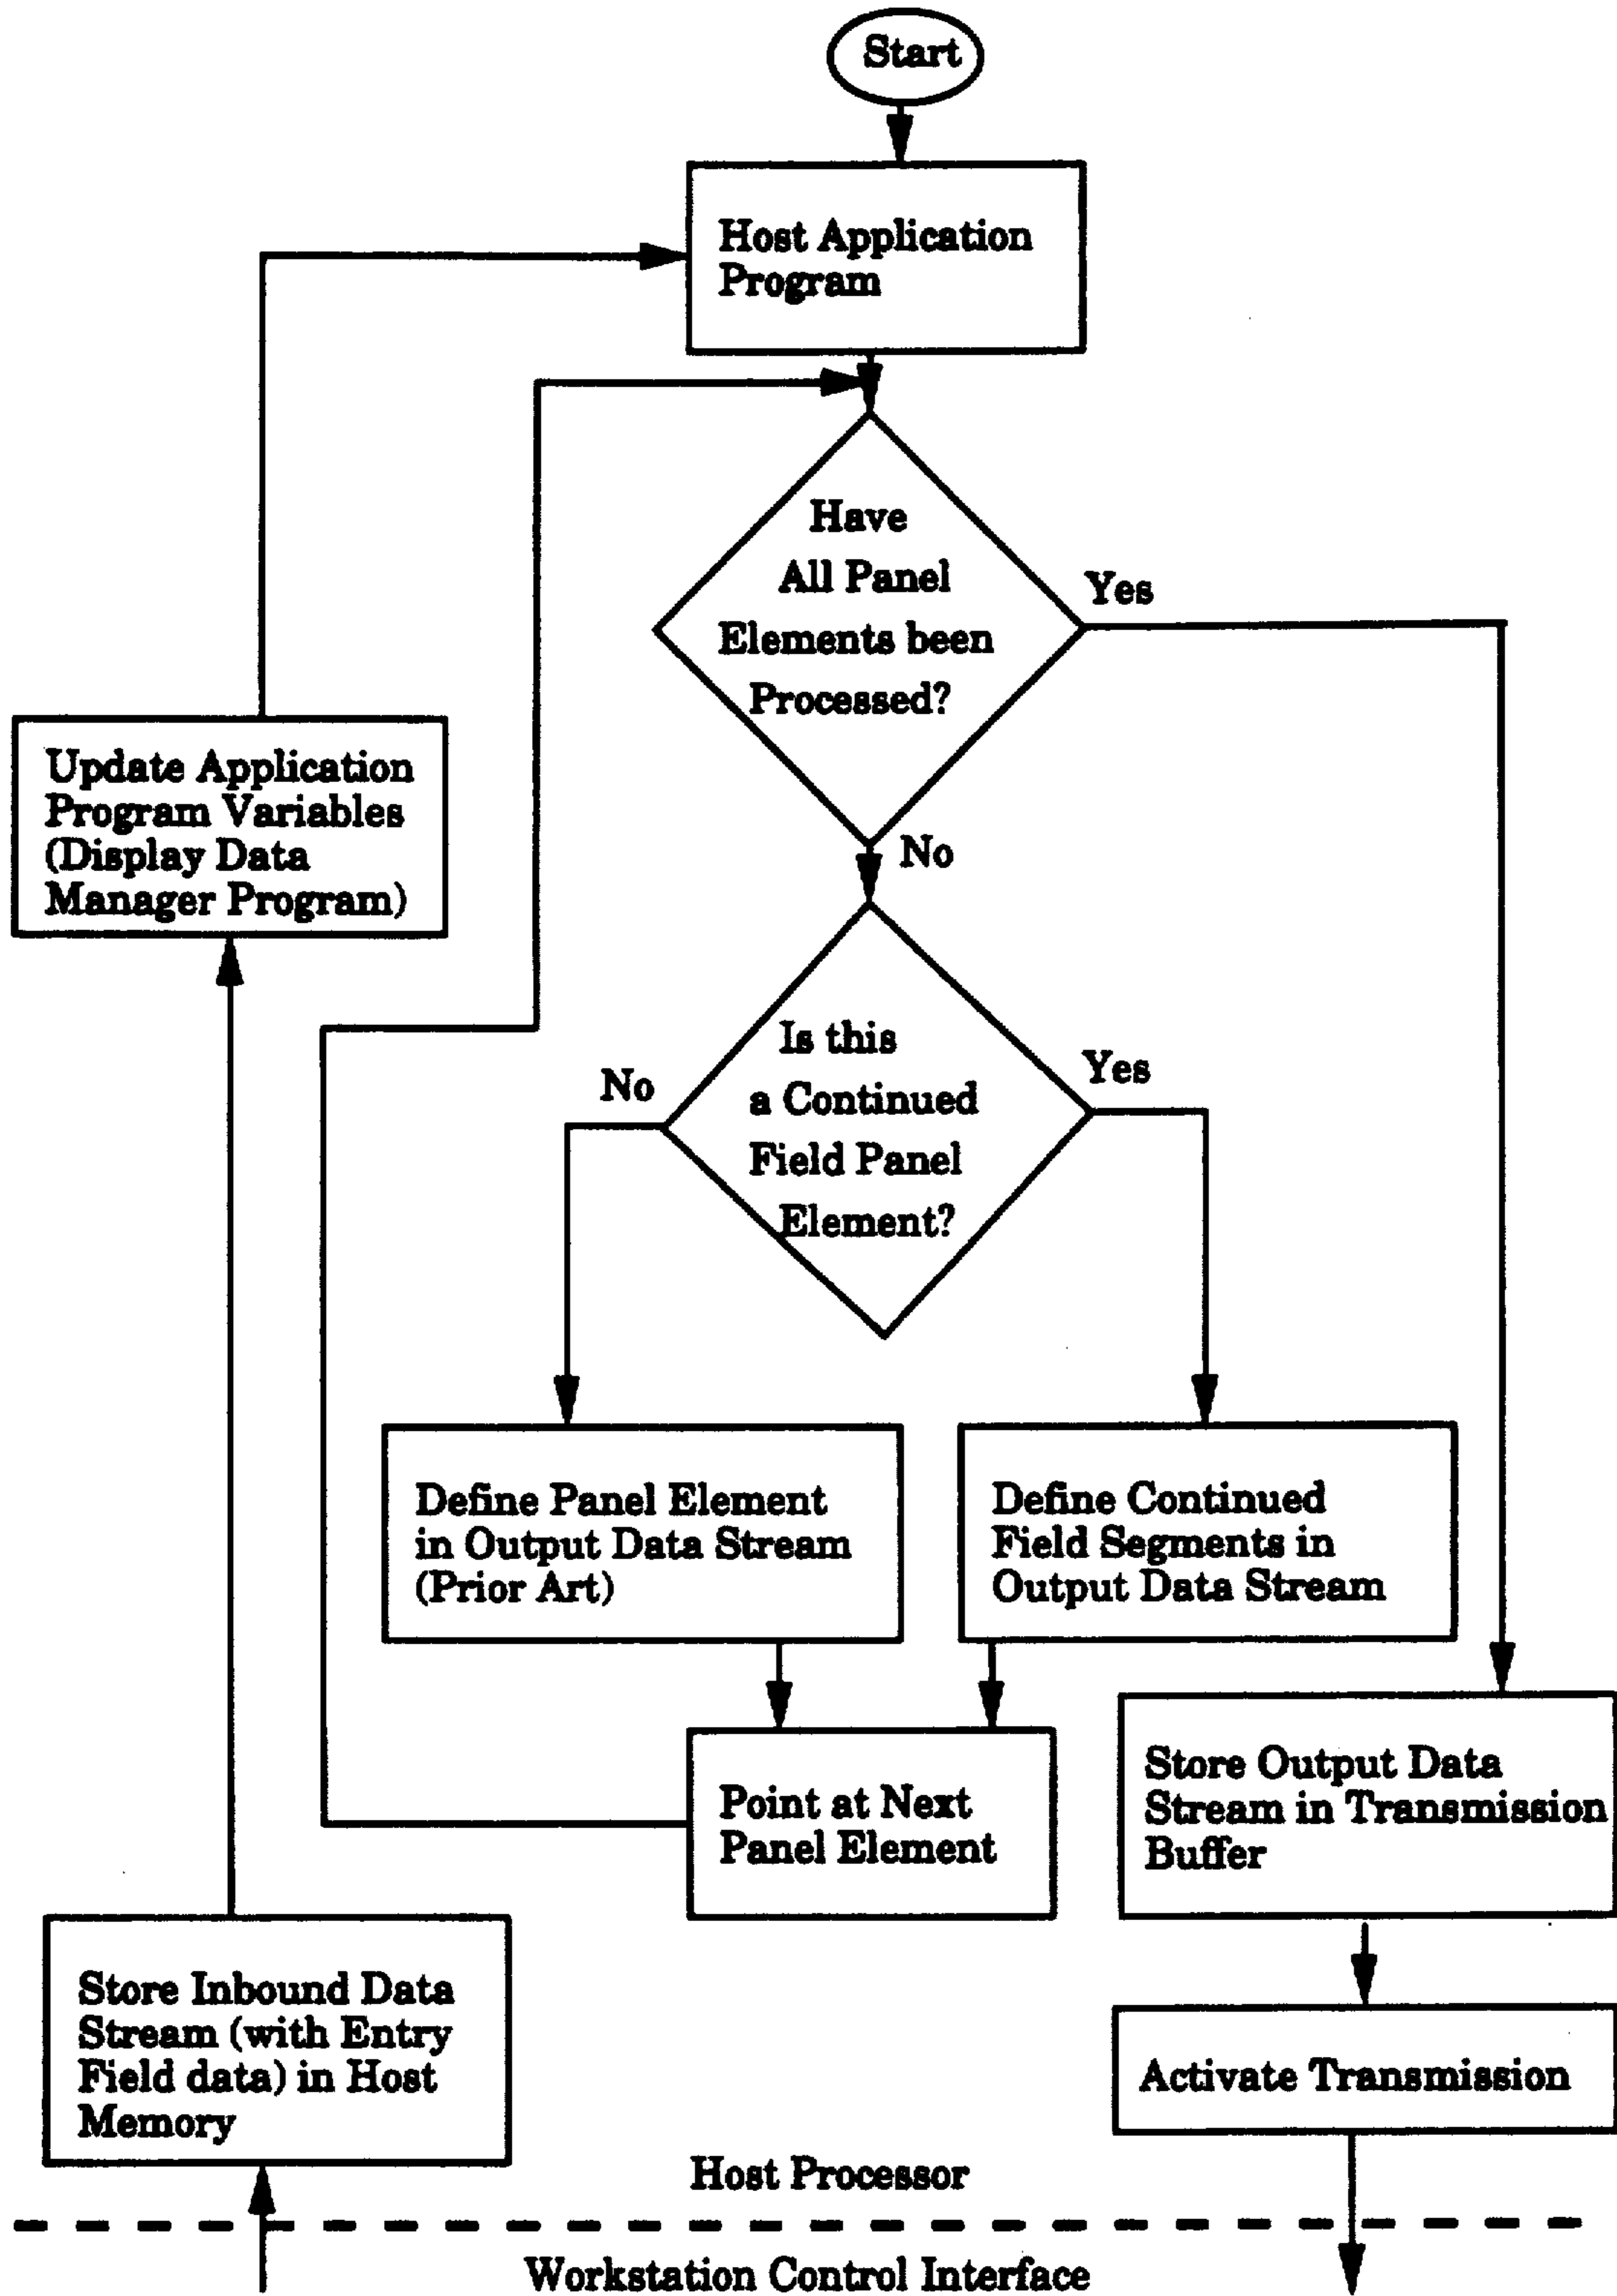 Start
Host Application
Program
Have
All Panel
Elements been
Processed?
Yes
No
Update Application
Program Variables
(Display Data
Manager Program)
Is this
a Continued
Field Panel
Element?
No
Yes
Define Panel Element
in Output Data Stream
(Prior Art)
Define Continued
Field Segments in
Output Data Stream
Point at Next
Panel Element
Store Output Data
Stream in Transmission
Buffer
Store Inbound Data
Stream (with Entry
Field data) in Host
Memory
Activate Transmission
Host Processor
Workstation Control Interface